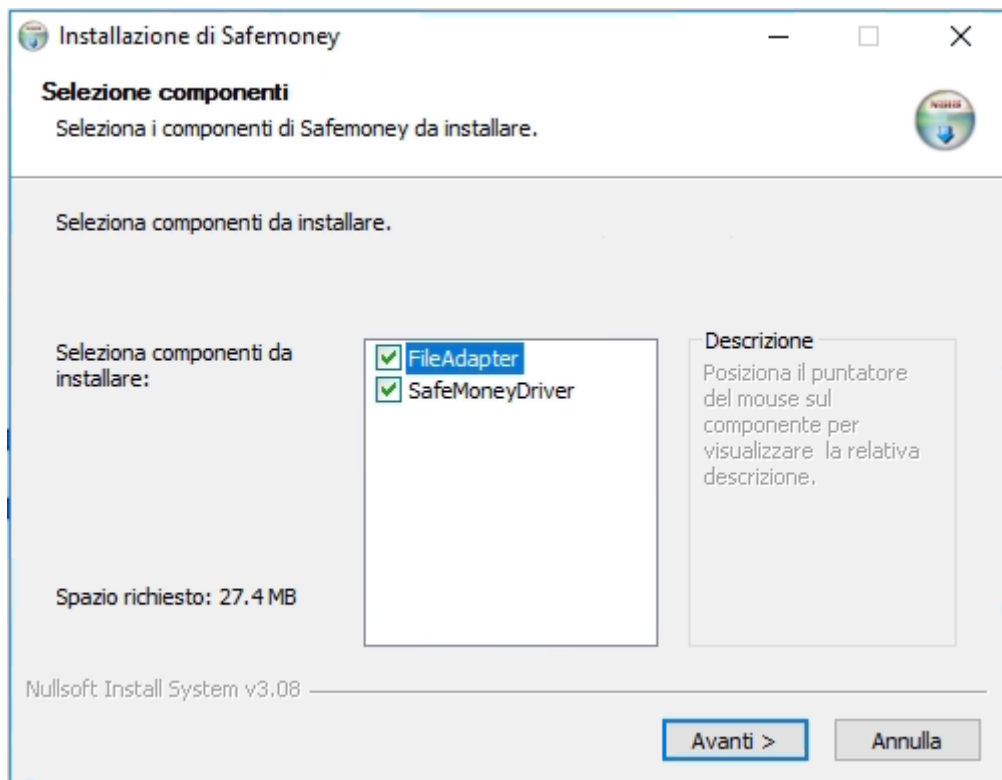 Installazione di Safemoney
Selezione componenti
Seleziona i componenti di Safemoney da installare.
Seleziona componenti da installare.
Seleziona componenti da
installare:
FileAdapter
SafeMoneyDriver
Descrizione
Posiziona il puntatore
del mouse sul
componente per
visualizzare la relativa
descrizione.
Spazio richiesto: 27.4 MB
Nullsoft Install System v3.08
Avanti >
Annulla